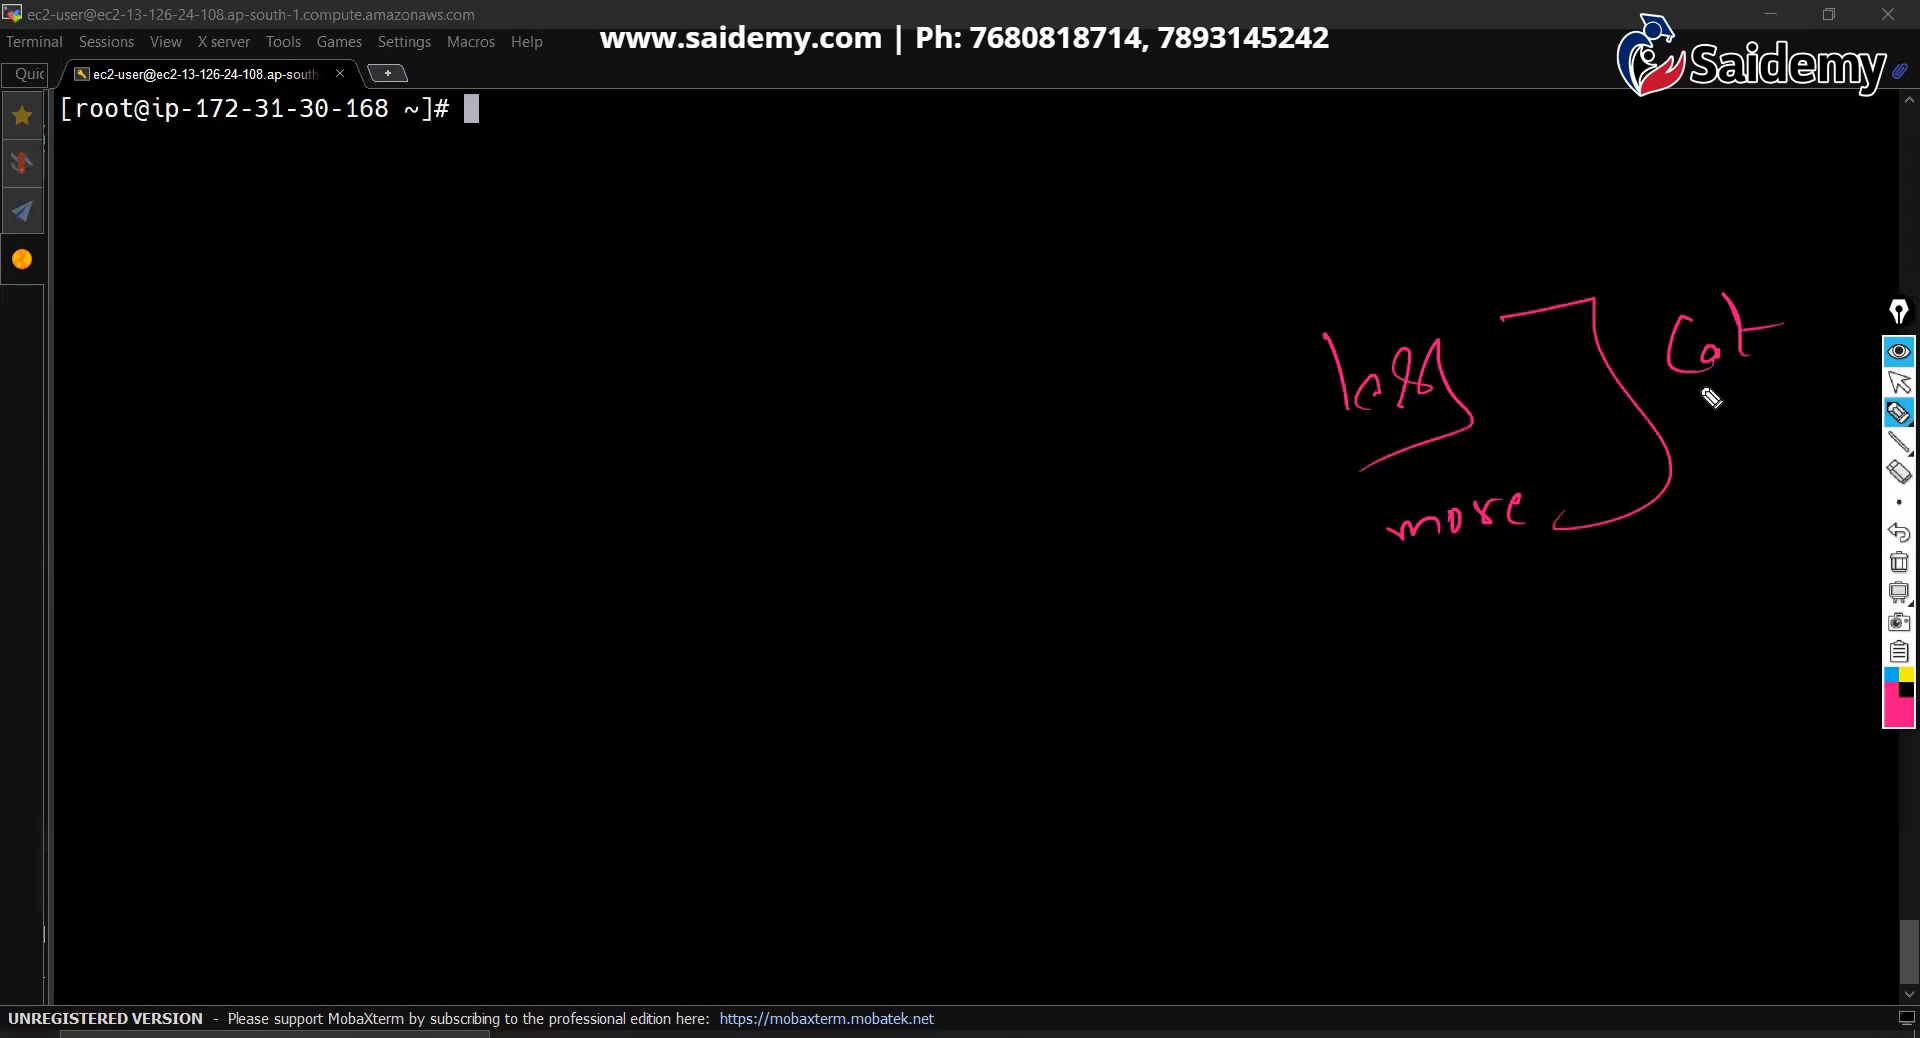 ec2-user@ec2-13-126-24-108.ap-south-1.compute.amazonaws.com
Terminal Sessions View X server Tools Games Settings Macros Help
www.saidemy.com | Ph: 7680818714, 7893145242
Saidemy
Quic
ec2-user@ec2-13-126-24-108.ap-south-
[root@ip-172-31-30-168 ~]#
Cat
less
more
UNREGISTERED VERSION - Please support MobaXterm by subscribing to the professional edition here: https://mobaxterm.mobatek.net